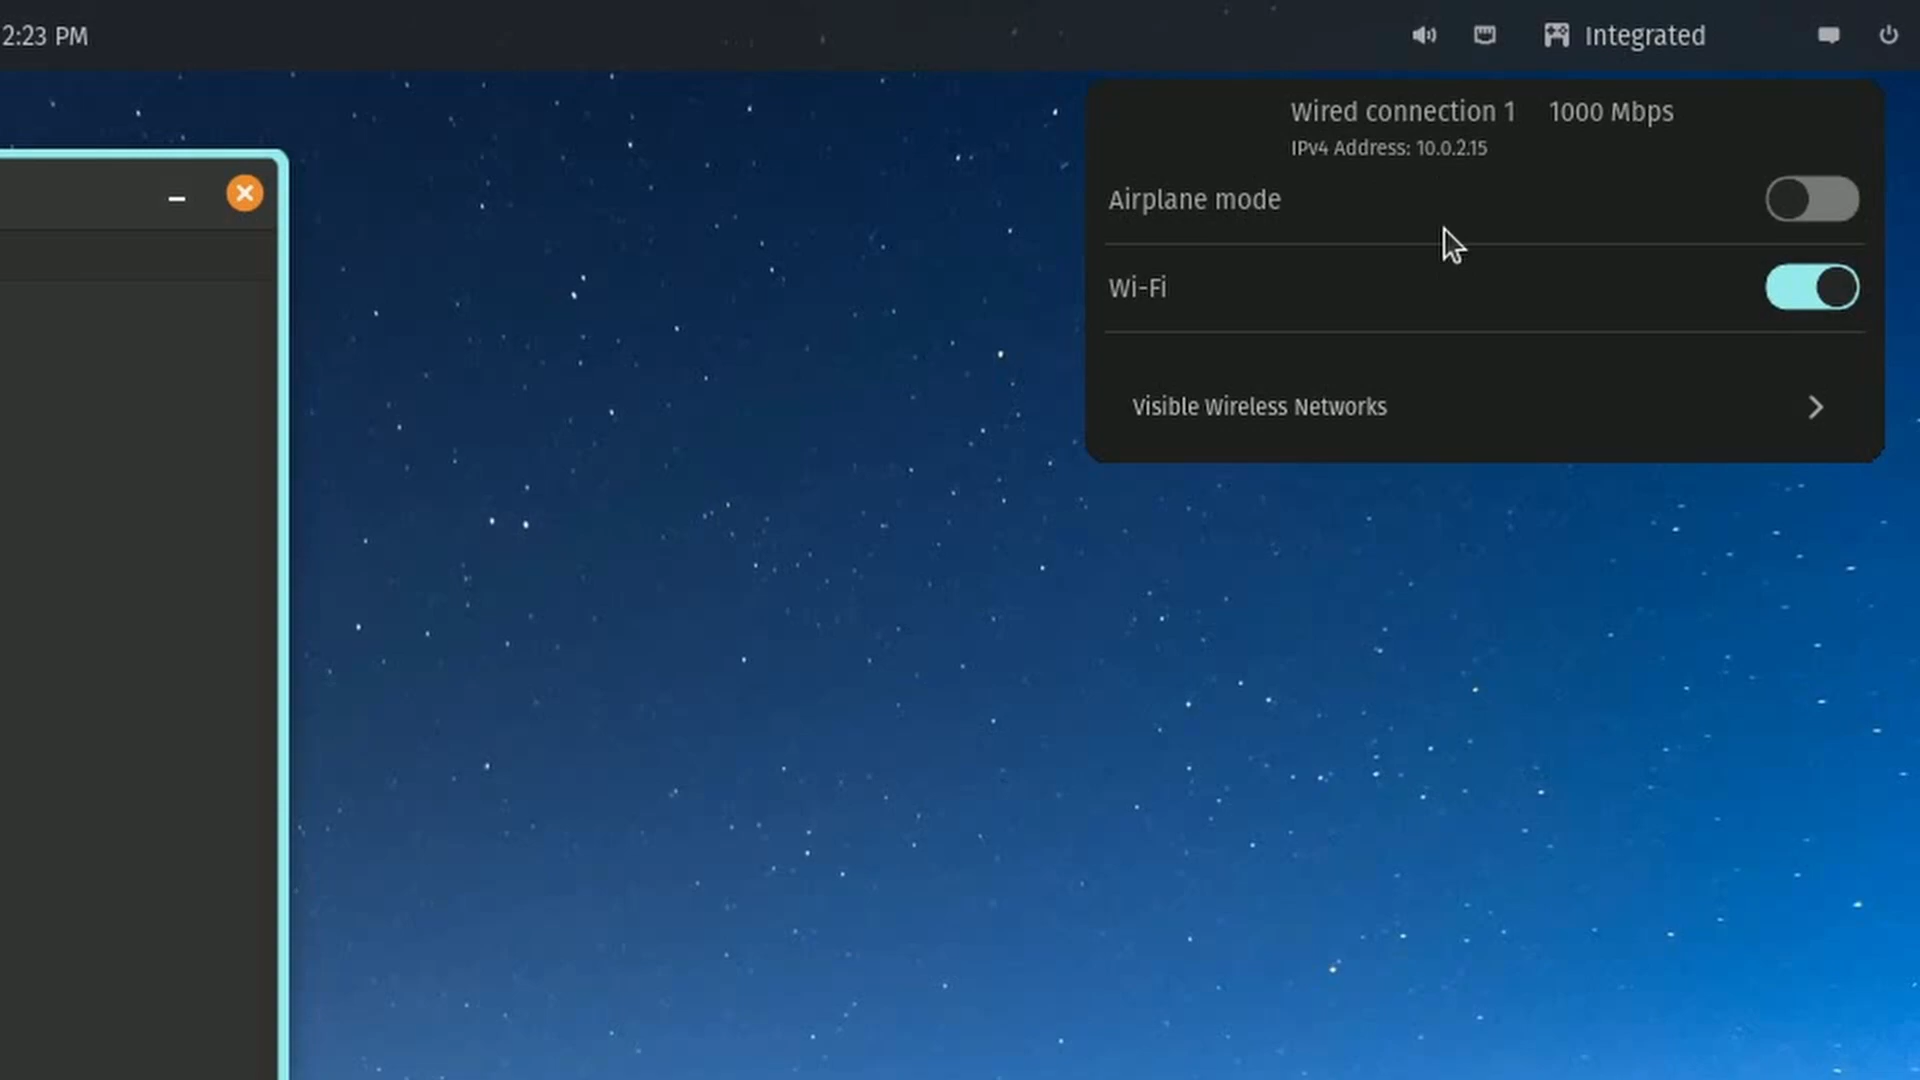 2:23 PM
Integrated
Wired connection 1 1000 Mbps
IPv4 Address: 10.0.2.15
Airplane mode
Wi-Fi
Visible Wireless Networks